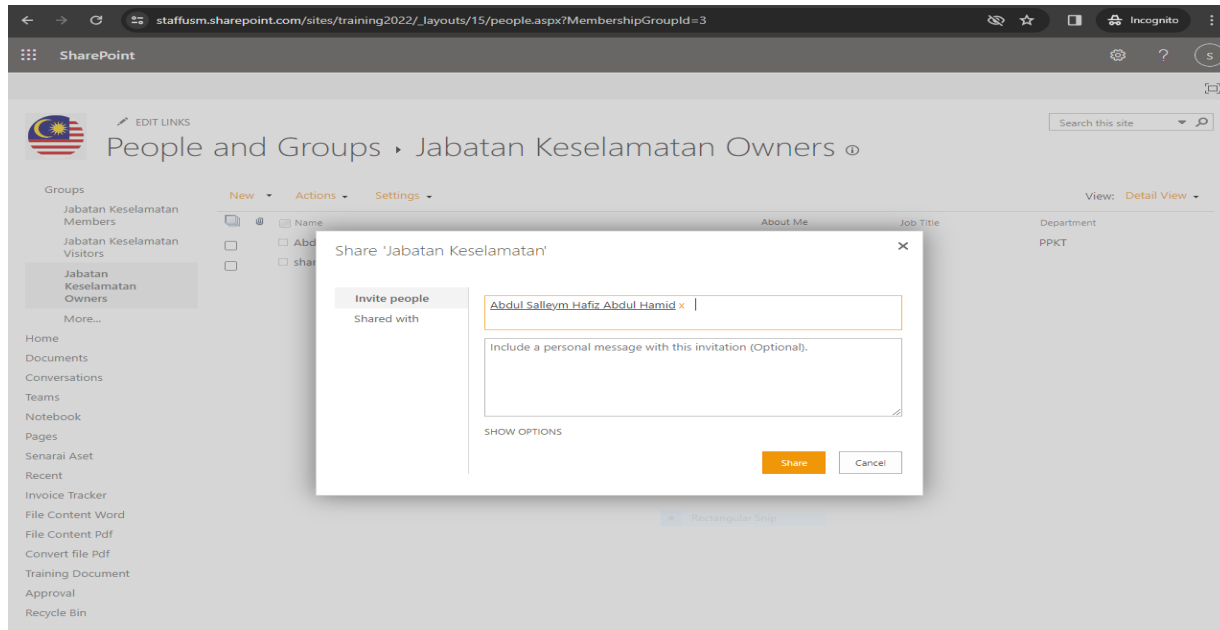 staffusm.sharepoint.com/sites/training2022/_layouts/15/people.aspx?MembershipGroupId=3
Incognito
SharePoint
?
S
EDIT LINKS
Search this site
People and Groups ▸ Jabatan Keselamatan Owners
Groups
Jabatan Keselamatan
Members
Jabatan Keselamatan
Visitors
Jabatan
Keselamatan
Owners
More...
Home
Documents
Conversations
Teams
Notebook
Pages
Senarai Aset
Recent
Invoice Tracker
File Content Word
File Content Pdf
Convert file Pdf
Training Document
Approval
Recycle Bin
New Actions Settings
View: Detail View
Name About Me Job Title Department
Abd PPKT
shar
Share 'Jabatan Keselamatan'
Invite people
Shared with
Abdul Salleym Hafiz Abdul Hamid x
Include a personal message with this invitation (Optional).
SHOW OPTIONS
Share Cancel
Rectangular Snip